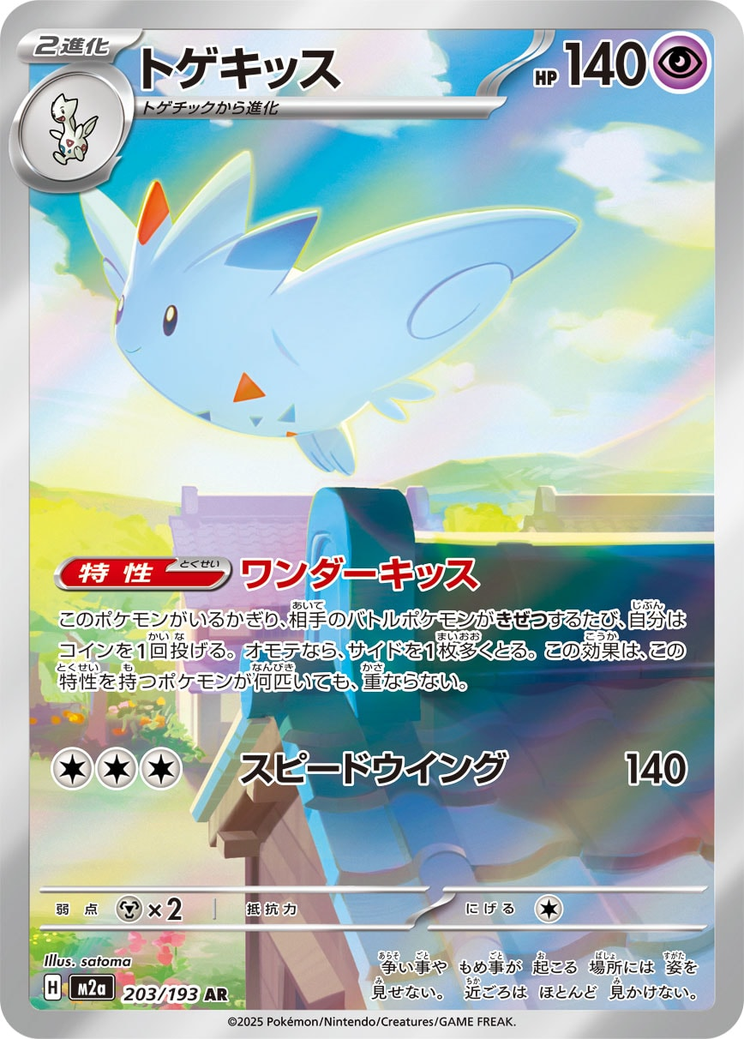 2進化
トゲキッス
HP 140
トゲチックから進化
特性 とくせい ワンダーキッス
このポケモンがいるかぎり、相手のバトルポケモンがきぜつするたび、自分は
コインを1回投げる。オモテなら、サイドを1枚多くとる。この効果は、この
特性を持つポケモンが何匹いても、重ならない。
スピードウイング 140
弱点 ×2 抵抗力 にげる
Illus. satoma
争い事や もめ事が 起こる 場所には 姿を
見せない。 近ごろは ほとんど 見かけない。
H m2a 203/193 AR
©2025 Pokémon/Nintendo/Creatures/GAME FREAK.